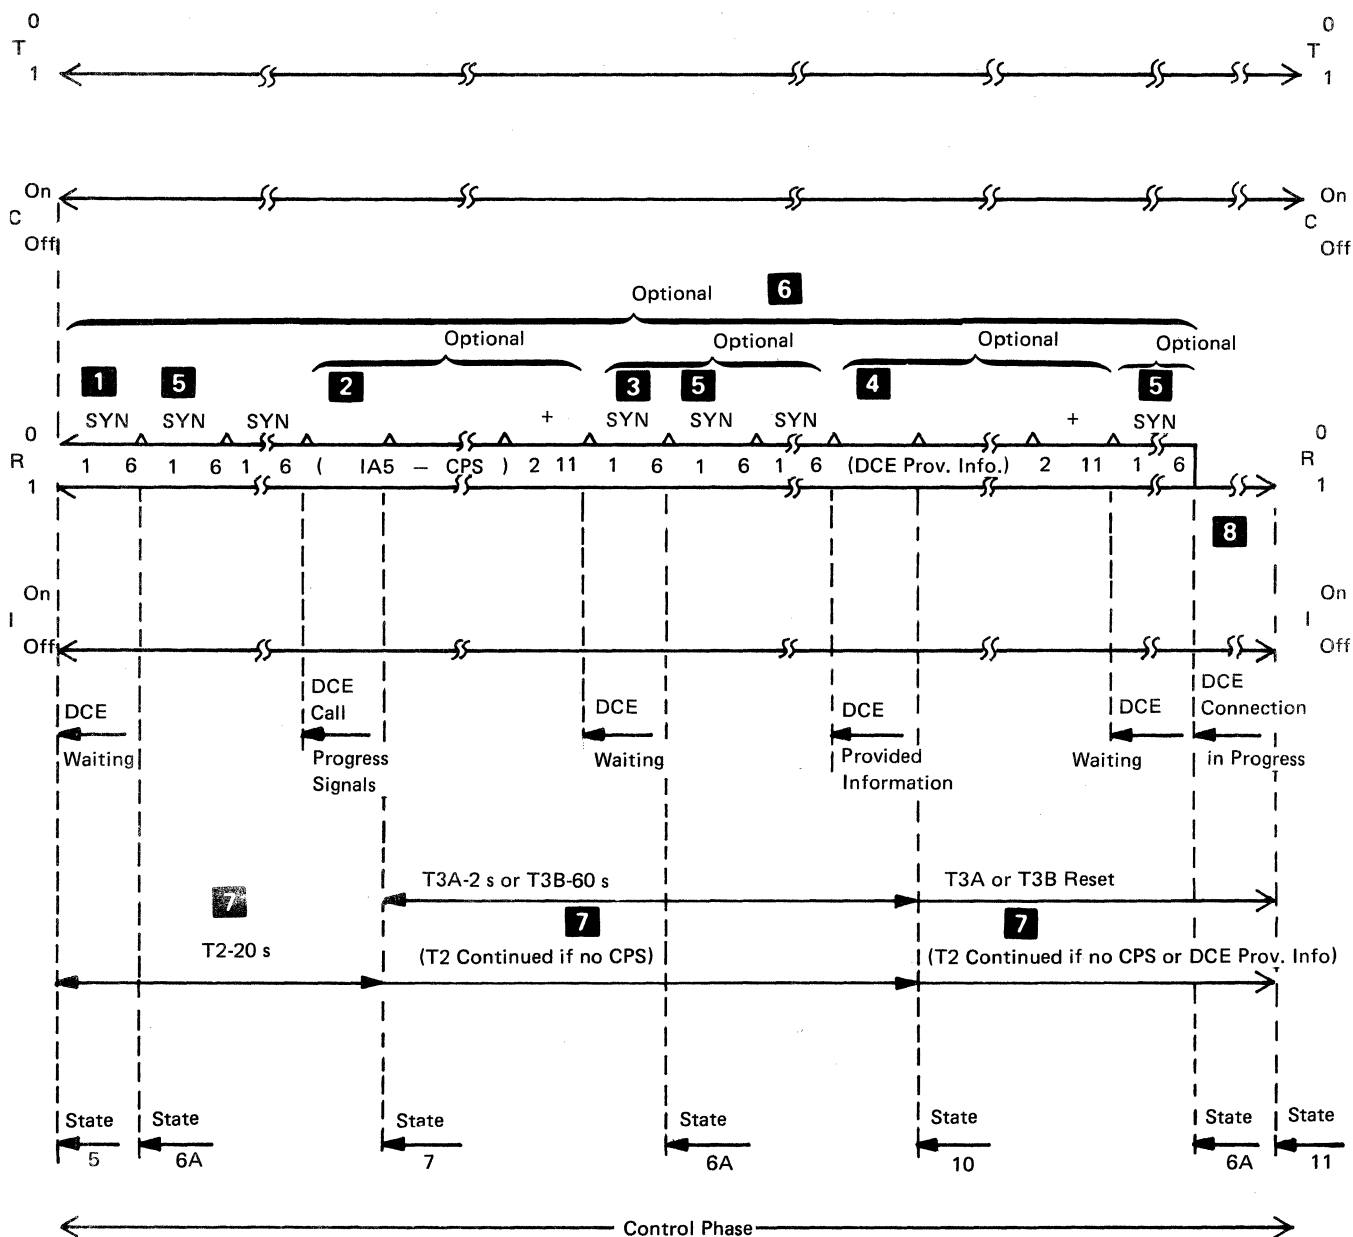 0 0
T T
1 1
On On
C C
Off Off
Optional 6
Optional Optional Optional Optional
1 5 2 3 5 4 5
SYN SYN SYN + SYN SYN SYN + SYN
0 0
R 1 6 1 6 1 6 ( IA5 – CPS ) 2 11 1 6 1 6 1 6 (DCE Prov. Info.) 2 11 1 6 R
1 1
8
On On
I I
Off Off
DCE Waiting
DCE Call Progress Signals
DCE Waiting
DCE Provided Information
DCE Waiting
DCE Connection in Progress
T3A-2 s or T3B-60 s T3A or T3B Reset
7 7 7
T2-20 s (T2 Continued if no CPS) (T2 Continued if no CPS or DCE Prov. Info)
State State State State State State State
5 6A 7 6A 10 6A 11
Control Phase